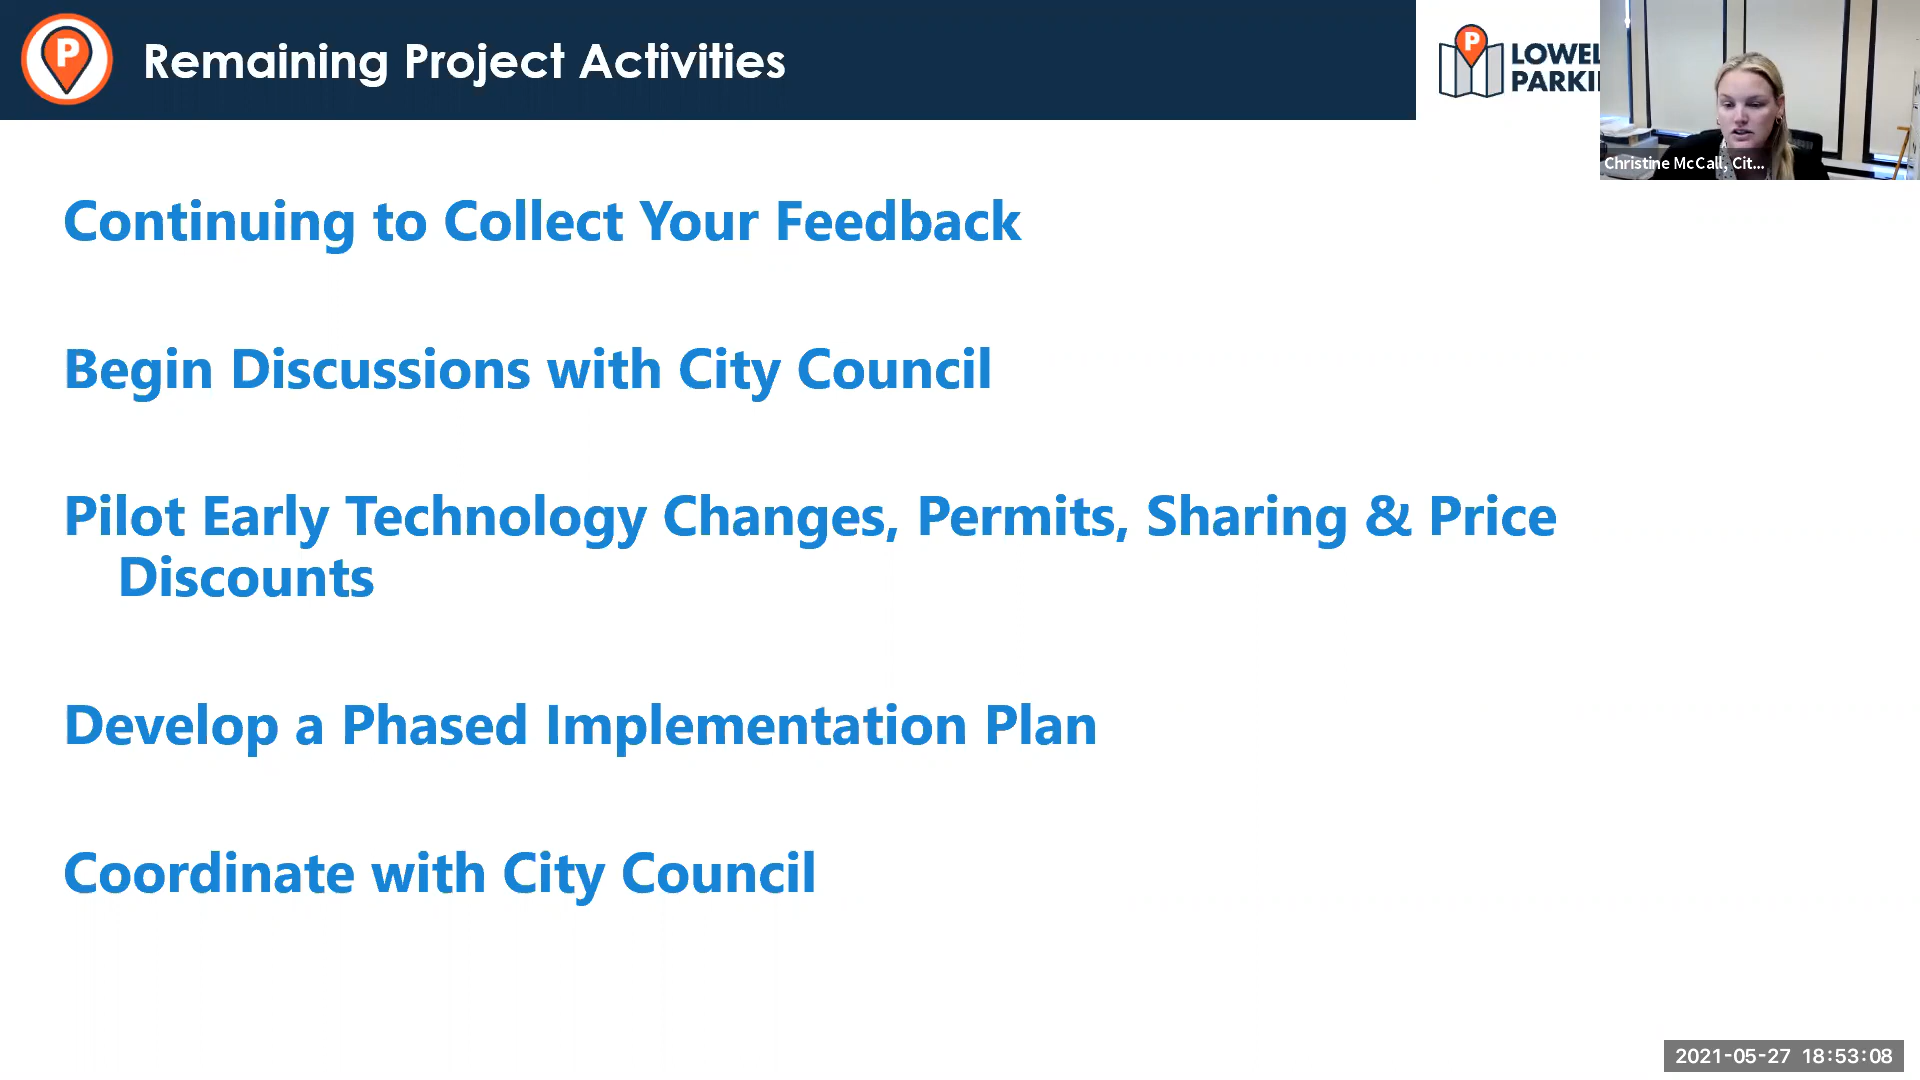 P
Remaining Project Activities
P
LOWEL
PARKI
Christine McCall, Cit...
Continuing to Collect Your Feedback
Begin Discussions with City Council
Pilot Early Technology Changes, Permits, Sharing & Price
Discounts
Develop a Phased Implementation Plan
Coordinate with City Council
2021-05-27 18:53:08